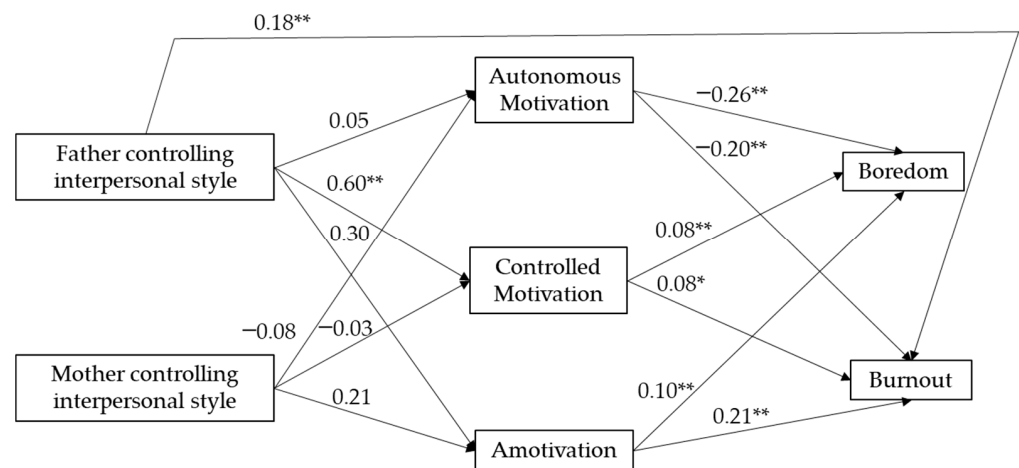 0.18**
Autonomous
Motivation
−0.26**
0.05
−0.20**
Father controlling
interpersonal style
Boredom
0.60**
0.30
0.08**
Controlled
Motivation
0.08*
−0.08
−0.03
Mother controlling
interpersonal style
Burnout
0.21
0.10**
0.21**
Amotivation